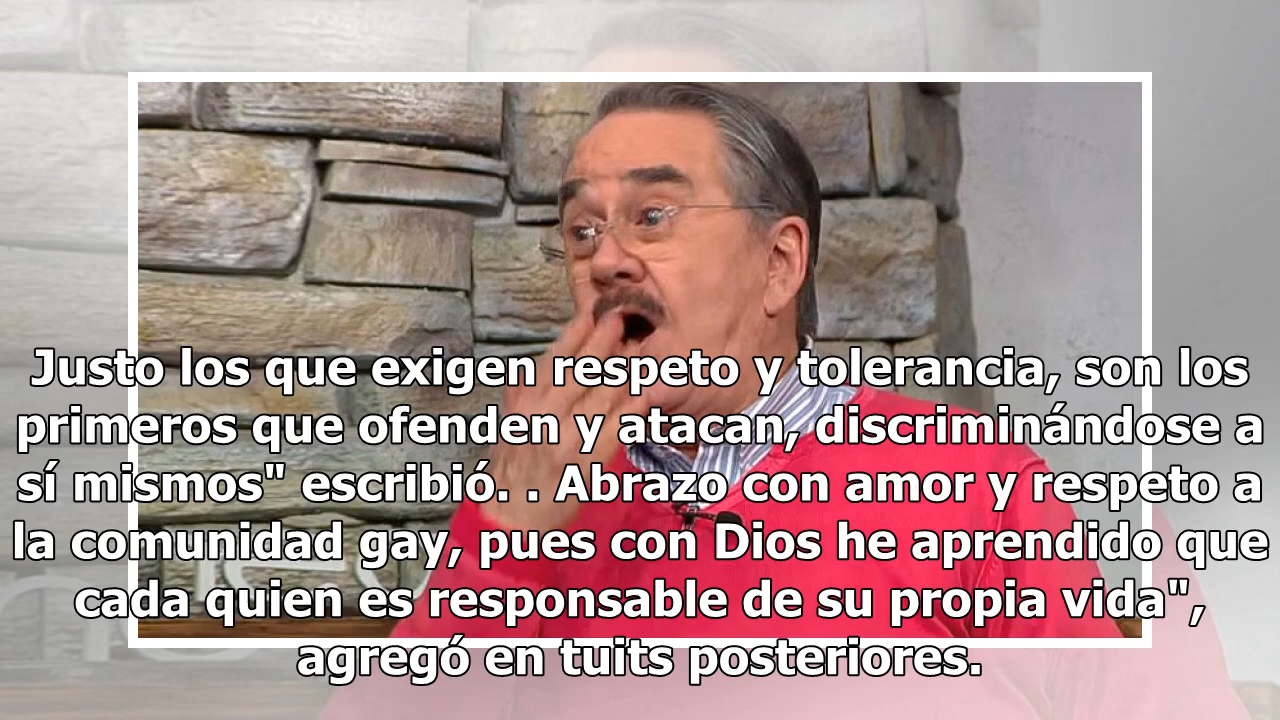 Justo los que exigen respeto y tolerancia, son los
primeros que ofenden y atacan, discriminándose a
sí mismos" escribió. . Abrazo con amor y respeto a
la comunidad gay, pues con Dios he aprendido que
cada quien es responsable de su propia vida",
agregó en tuits posteriores.